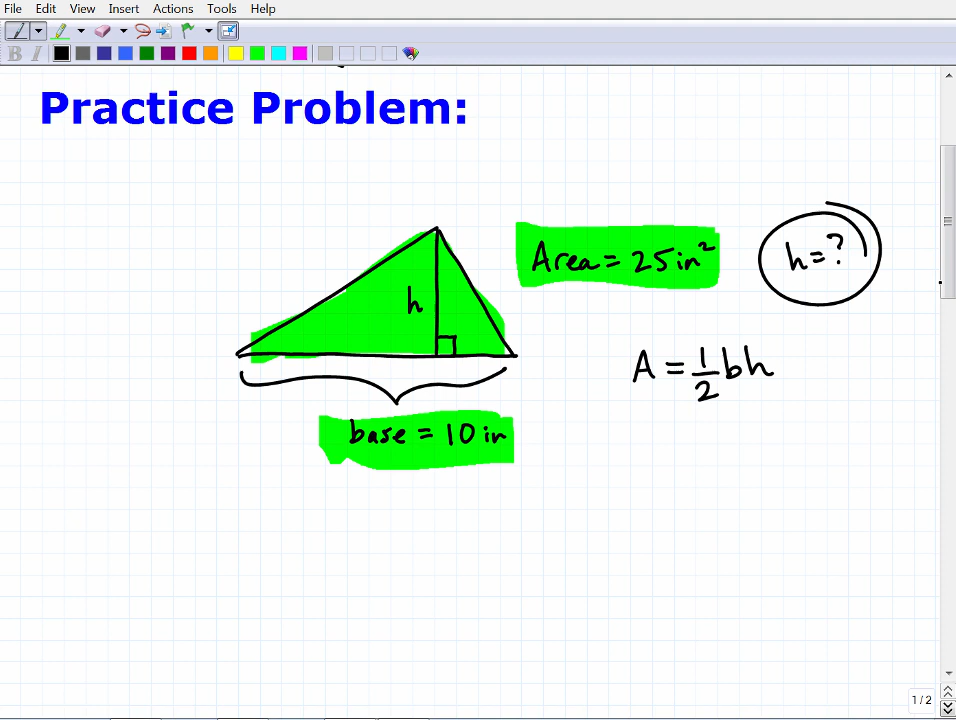 File Edit View Insert Actions Tools Help
B I
Practice Problem:
Area = 25 in²
h = ?
h
A = 1/2 bh
base = 10 in
1 / 2